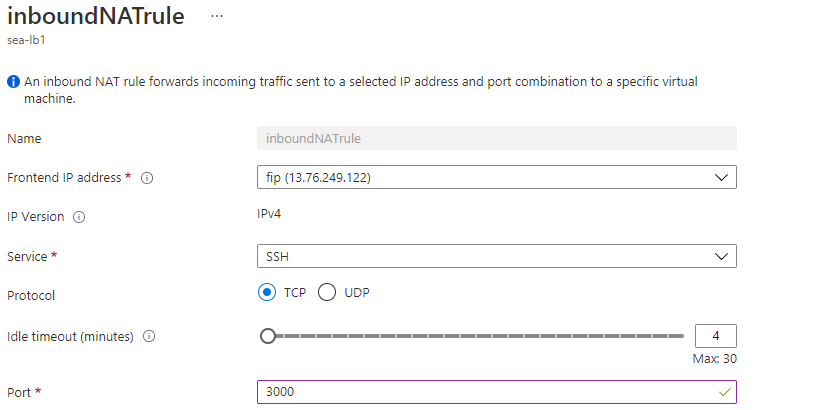 inboundNATrule ...
sea-lb1
An inbound NAT rule forwards incoming traffic sent to a selected IP address and port combination to a specific virtual
machine.
Name inboundNATrule
Frontend IP address * fip (13.76.249.122)
IP Version IPv4
Service * SSH
Protocol TCP UDP
Idle timeout (minutes) 4
Max: 30
Port * 3000